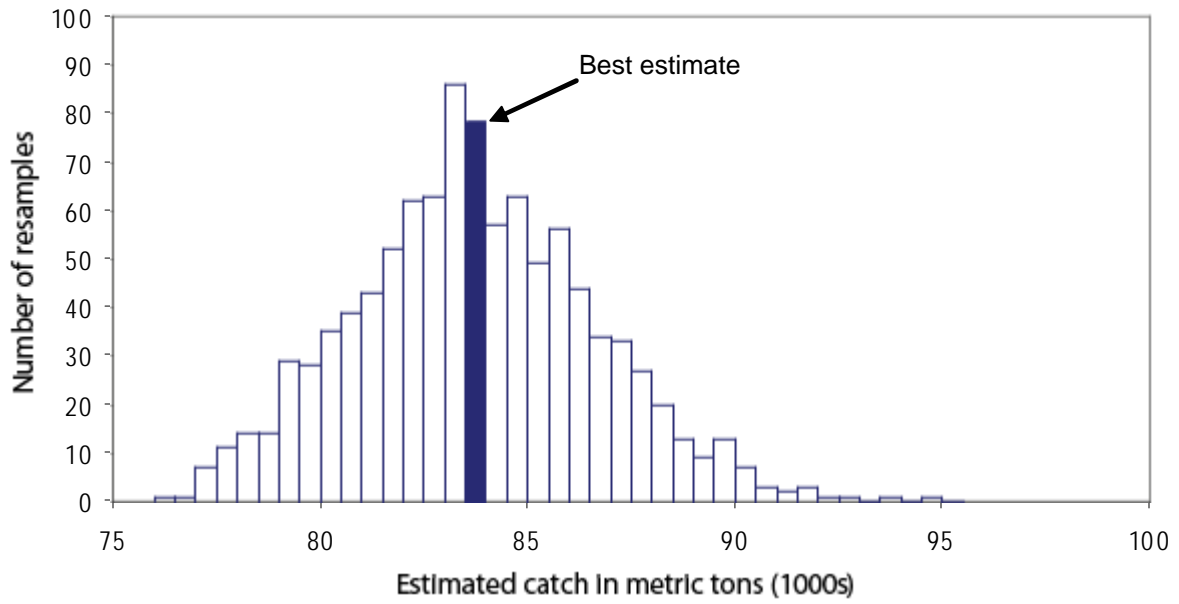 100
90
80
70
60
50
40
30
20
10
0
Number of resamples
Best estimate
75 80 85 90 95 100
Estimated catch in metric tons (1000s)